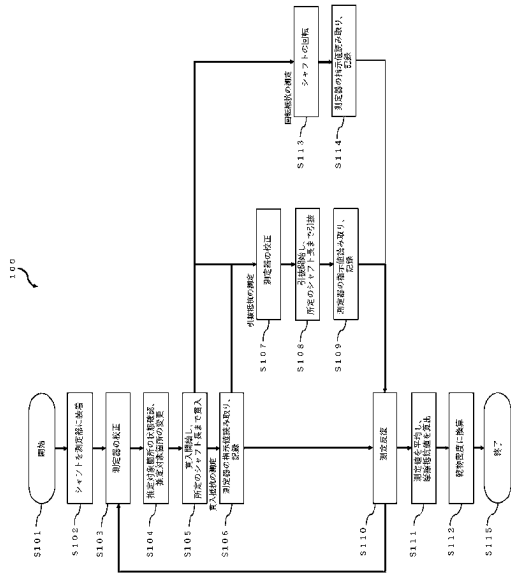 100
開始
S101
シャントを測定部に装着
S102
測定器の校正
S103
推定対象箇所の状態確認、
推定対象箇所の変更
S104
貫入開始し、
所定のシャフト長まで貫入
S105
貫入抵抗の測定
測定器の指示値読み取り、
記録
S106
引抜抵抗の測定
測定器の校正
S107
引抜開始し、
所定のシャフト長まで引抜
S108
測定器の指示値読み取り、
記録
S109
回転抵抗の測定
シャフトの回転
S113
測定器の指示値読み取り、
記録
S114
測定反復
S110
測定値を平均し、
摩擦抵抗値を算出
S111
乾物密度に換算
S112
終了
S115